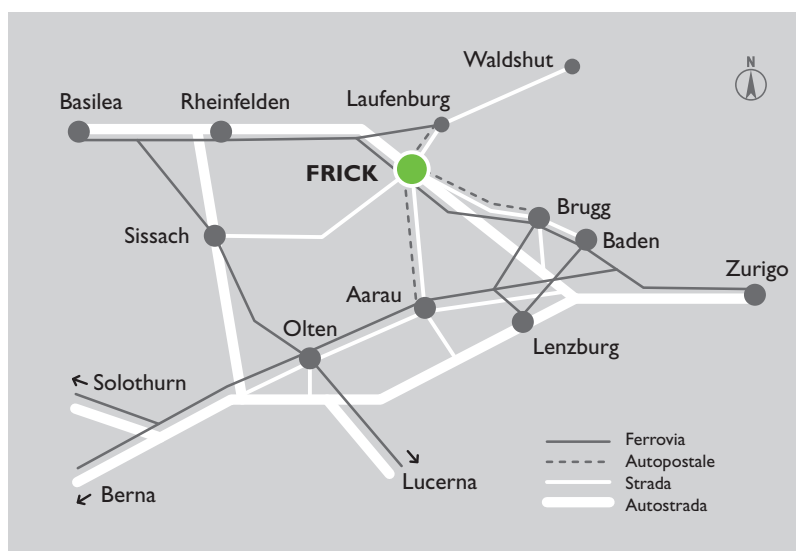 Waldshut
N
Basilea
Rheinfelden
Laufenburg
FRICK
Brugg
Sissach
Baden
Zurigo
Aarau
Olten
Lenzburg
Solothurn
Ferrovia
Autopostale
Lucerna
Strada
Berna
Autostrada